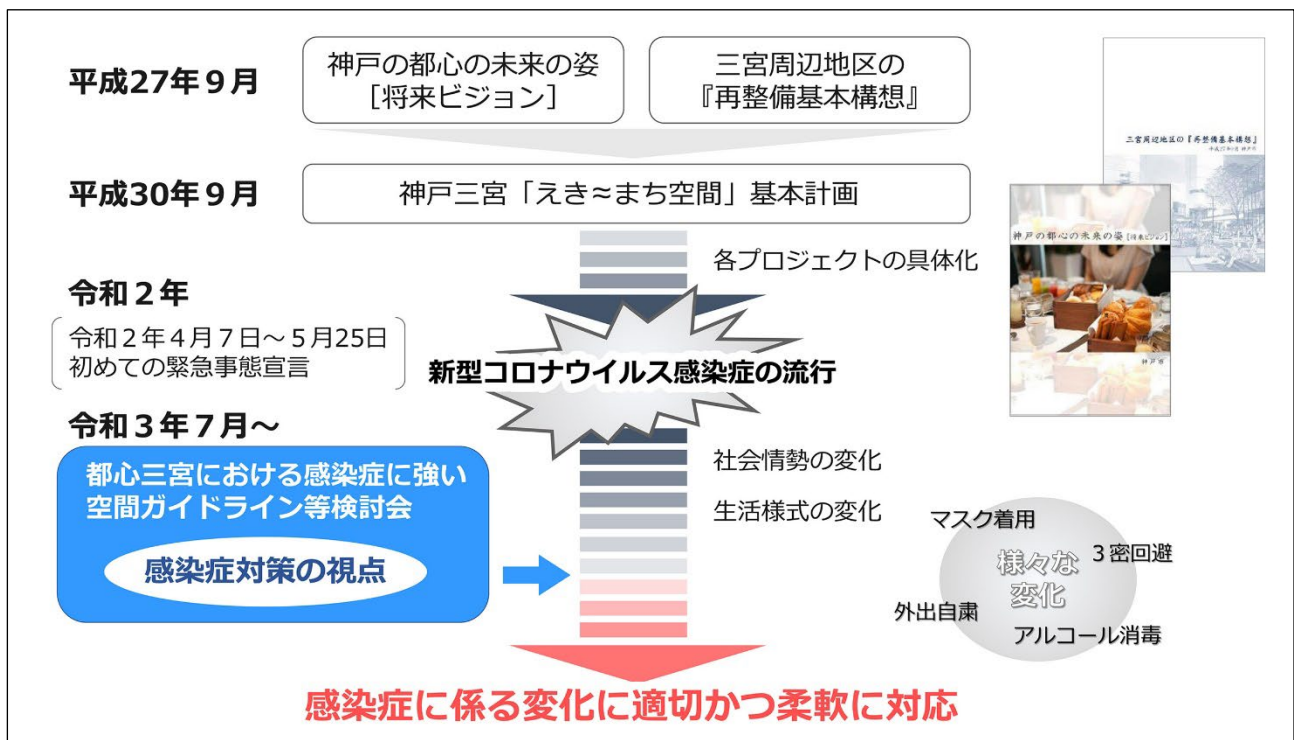 平成27年９月
神戸の都心の未来の姿
［将来ビジョン］
三宮周辺地区の
『再整備基本構想』
平成30年９月
神戸三宮「えき≈まち空間」基本計画
三宮周辺地区の『再整備基本構想』
神戸の都心の未来の姿［将来ビジョン］
神戸市
各プロジェクトの具体化
令和２年
令和２年４月７日～５月25日
初めての緊急事態宣言
新型コロナウイルス感染症の流行
令和３年７月～
都心三宮における感染症に強い
空間ガイドライン等検討会
感染症対策の視点
社会情勢の変化
生活様式の変化
マスク着用
３密回避
様々な
変化
外出自粛
アルコール消毒
感染症に係る変化に適切かつ柔軟に対応